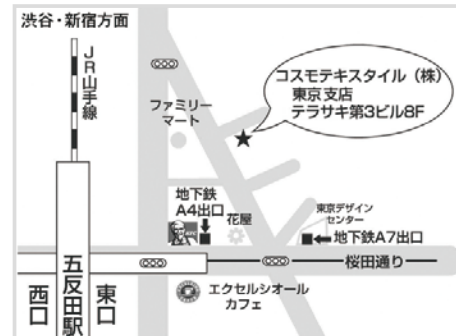 渋谷・新宿方面
JR山手線
ファミリー
マート
コスモテキスタイル（株）
東京支店
テラサキ第3ビル8F
地下鉄
A4出口
花屋
東京デザイン
センター
地下鉄A7出口
KFC
五反田駅
西口
東口
桜田通り
エクセルシオール
カフェ